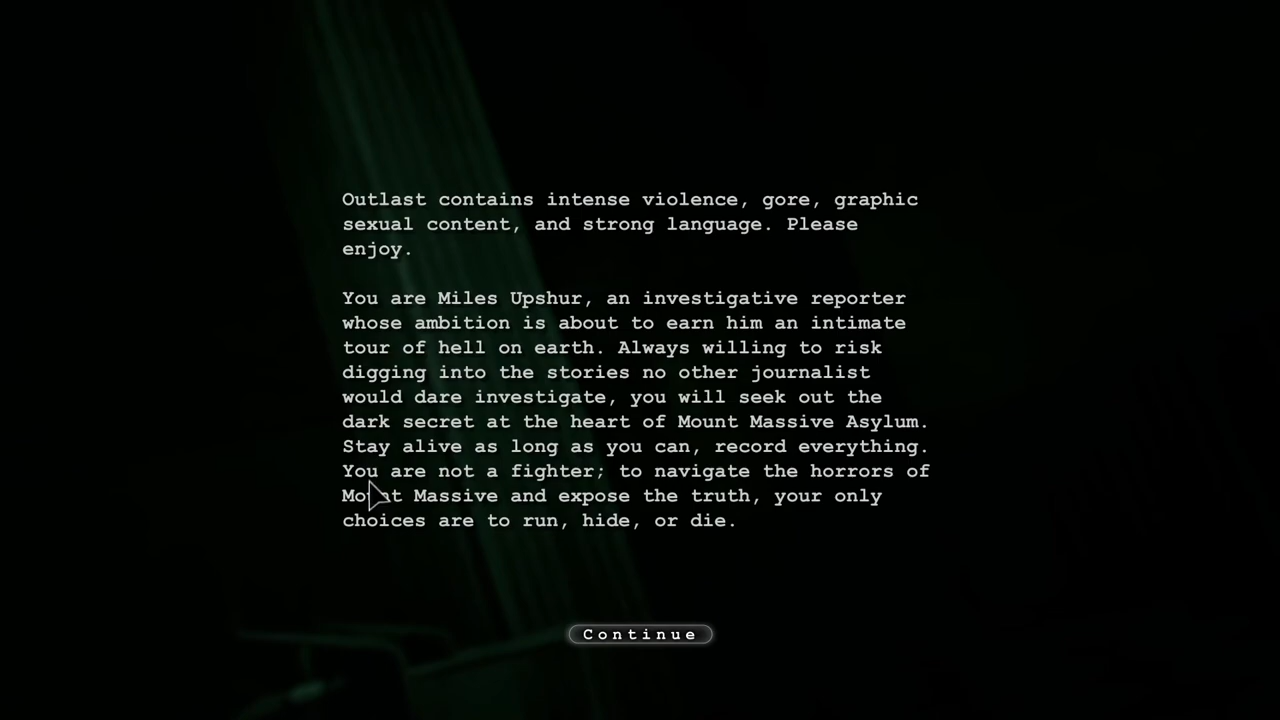 Outlast contains intense violence, gore, graphic
sexual content, and strong language. Please
enjoy.
You are Miles Upshur, an investigative reporter
whose ambition is about to earn him an intimate
tour of hell on earth. Always willing to risk
digging into the stories no other journalist
would dare investigate, you will seek out the
dark secret at the heart of Mount Massive Asylum.
Stay alive as long as you can, record everything.
You are not a fighter; to navigate the horrors of
Mount Massive and expose the truth, your only
choices are to run, hide, or die.
Continue